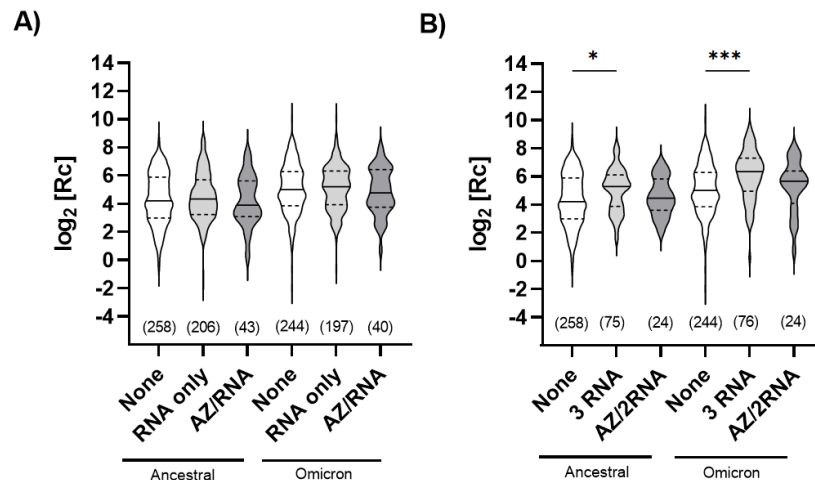 A)
log2 [Rc]
14
12
10
8
6
4
2
0
-2
-4
(258) (206) (43) (244) (197) (40)
None RNA only AZ/RNA None RNA only AZ/RNA
Ancestral Omicron
B)
* ***
log2 [Rc]
14
12
10
8
6
4
2
0
-2
-4
(258) (75) (24) (244) (76) (24)
None 3 RNA AZ/2RNA None 3 RNA AZ/2RNA
Ancestral Omicron